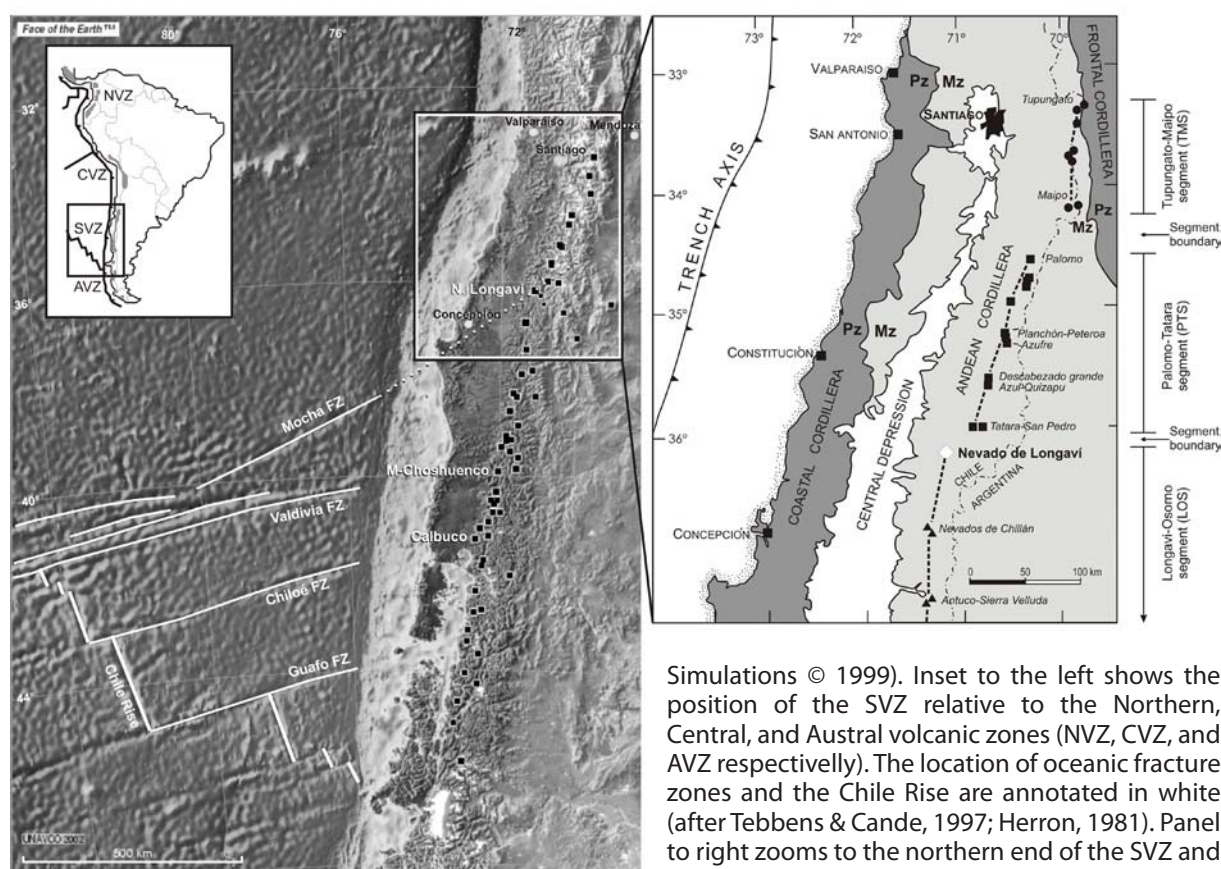 Face of the Earth™
80
76
72
32°
36°
40°
44°
NVZ
CVZ
SVZ
AVZ
Valparaiso
Mendoza
Santiago
N. Longaví
Concepción
Mocha FZ
M-Choshuenco
Valdivia FZ
Calbuco
Chiloé FZ
Guafo FZ
Chile Rise
UNAVCO 2002
500 km
73°
72°
71°
70°
33°
34°
35°
36°
TRENCH AXIS
VALPARAISO
SAN ANTONIO
CONSTITUCIÓN
CONCEPCIÓN
Pz
Mz
SANTIAGO
Pz
Mz
Pz
Mz
COASTAL CORDILLERA
CENTRAL DEPRESSION
ANDEAN CORDILLERA
FRONTAL CORDILLERA
Tupungato
Maipo
Palomo
Planchón-Peteroa
Azufre
Descabezado grande
Azul-Quizapu
Tatara-San Pedro
Nevado de Longaví
CHILE
ARGENTINA
Nevados de Chillán
0 50 100 km
Antuco-Sierra Velluda
Tupungato-Maipo
segment (TMS)
Segment
boundary
Palomo-Tatara
segment (PTS)
Segment
boundary
Longaví-Osorno
segment (LOS)
Simulations © 1999). Inset to the left shows the
position of the SVZ relative to the Northern,
Central, and Austral volcanic zones (NVZ, CVZ, and
AVZ respectivelly). The location of oceanic fracture
zones and the Chile Rise are annotated in white
(after Tebbens & Cande, 1997; Herron, 1981). Panel
to right zooms to the northern end of the SVZ and